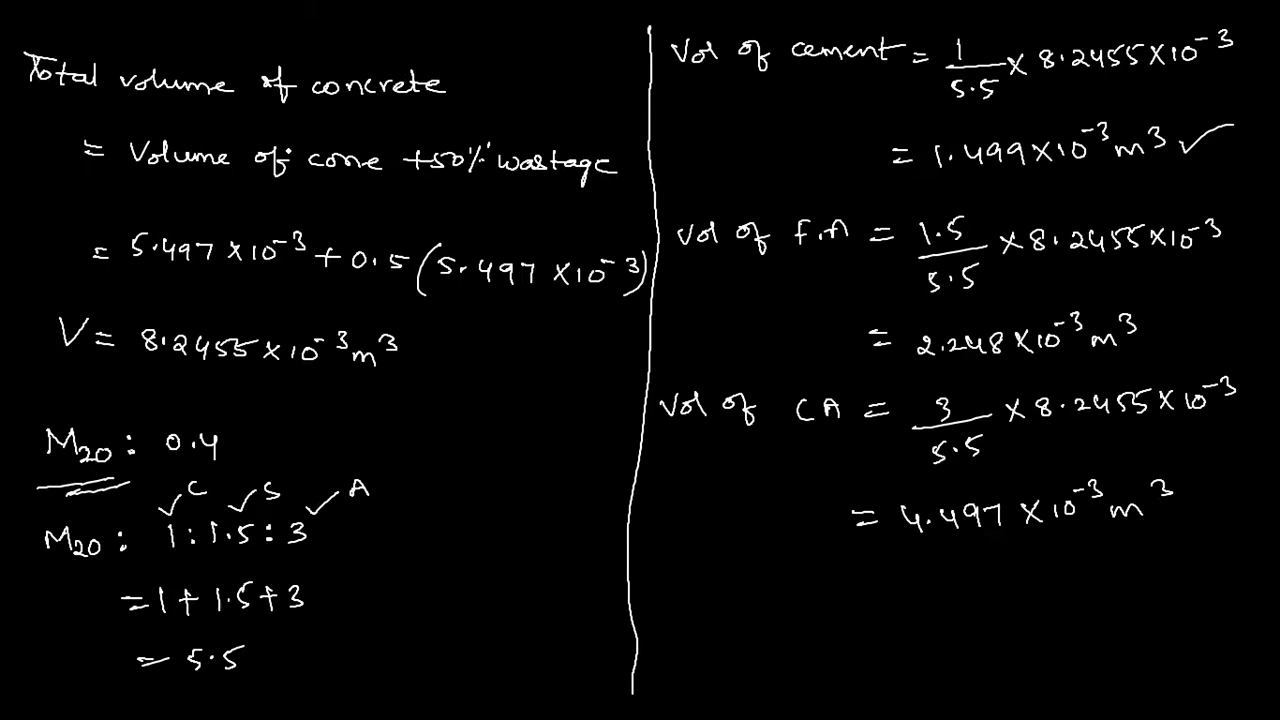 Total volume of concrete
= Volume of cone +50% wastage
= 5.497 × 10⁻³ + 0.5 (5.497 × 10⁻³)
V = 8.2455 × 10⁻³ m³
M₂₀ : 0.4
✓C ✓S ✓A
M₂₀ : 1 : 1.5 : 3
= 1 + 1.5 + 3
= 5.5
Vol of cement = 1/5.5 × 8.2455 × 10⁻³
= 1.499 × 10⁻³ m³ ✓
Vol of F.A = 1.5/5.5 × 8.2455 × 10⁻³
= 2.248 × 10⁻³ m³
Vol of CA = 3/5.5 × 8.2455 × 10⁻³
= 4.497 × 10⁻³ m³